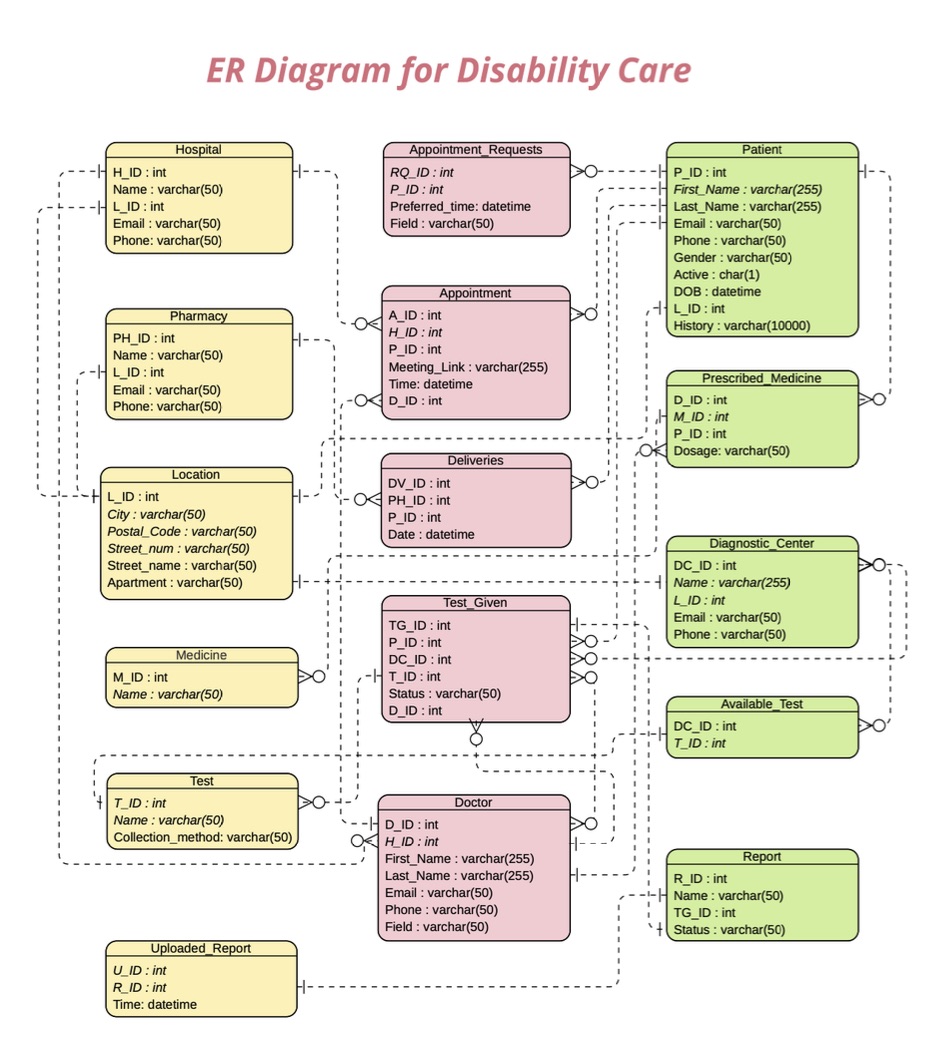 ER Diagram for Disability Care
Hospital
H_ID : int
Name : varchar(50)
L_ID : int
Email : varchar(50)
Phone: varchar(50)
Pharmacy
PH_ID : int
Name : varchar(50)
L_ID : int
Email : varchar(50)
Phone: varchar(50)
Location
L_ID : int
City : varchar(50)
Postal_Code : varchar(50)
Street_num : varchar(50)
Street_name : varchar(50)
Apartment : varchar(50)
Medicine
M_ID : int
Name : varchar(50)
Test
T_ID : int
Name : varchar(50)
Collection_method: varchar(50)
Uploaded_Report
U_ID : int
R_ID : int
Time: datetime
Appointment_Requests
RQ_ID : int
P_ID : int
Preferred_time: datetime
Field : varchar(50)
Appointment
A_ID : int
H_ID : int
P_ID : int
Meeting_Link : varchar(255)
Time: datetime
D_ID : int
Deliveries
DV_ID : int
PH_ID : int
P_ID : int
Date : datetime
Test_Given
TG_ID : int
P_ID : int
DC_ID : int
T_ID : int
Status : varchar(50)
D_ID : int
Doctor
D_ID : int
H_ID : int
First_Name : varchar(255)
Last_Name : varchar(255)
Email : varchar(50)
Phone : varchar(50)
Field : varchar(50)
Patient
P_ID : int
First_Name : varchar(255)
Last_Name : varchar(255)
Email : varchar(50)
Phone : varchar(50)
Gender : varchar(50)
Active : char(1)
DOB : datetime
L_ID : int
History : varchar(10000)
Prescribed_Medicine
D_ID : int
M_ID : int
P_ID : int
Dosage: varchar(50)
Diagnostic_Center
DC_ID : int
Name : varchar(255)
L_ID : int
Email : varchar(50)
Phone : varchar(50)
Available_Test
DC_ID : int
T_ID : int
Report
R_ID : int
Name : varchar(50)
TG_ID : int
Status : varchar(50)